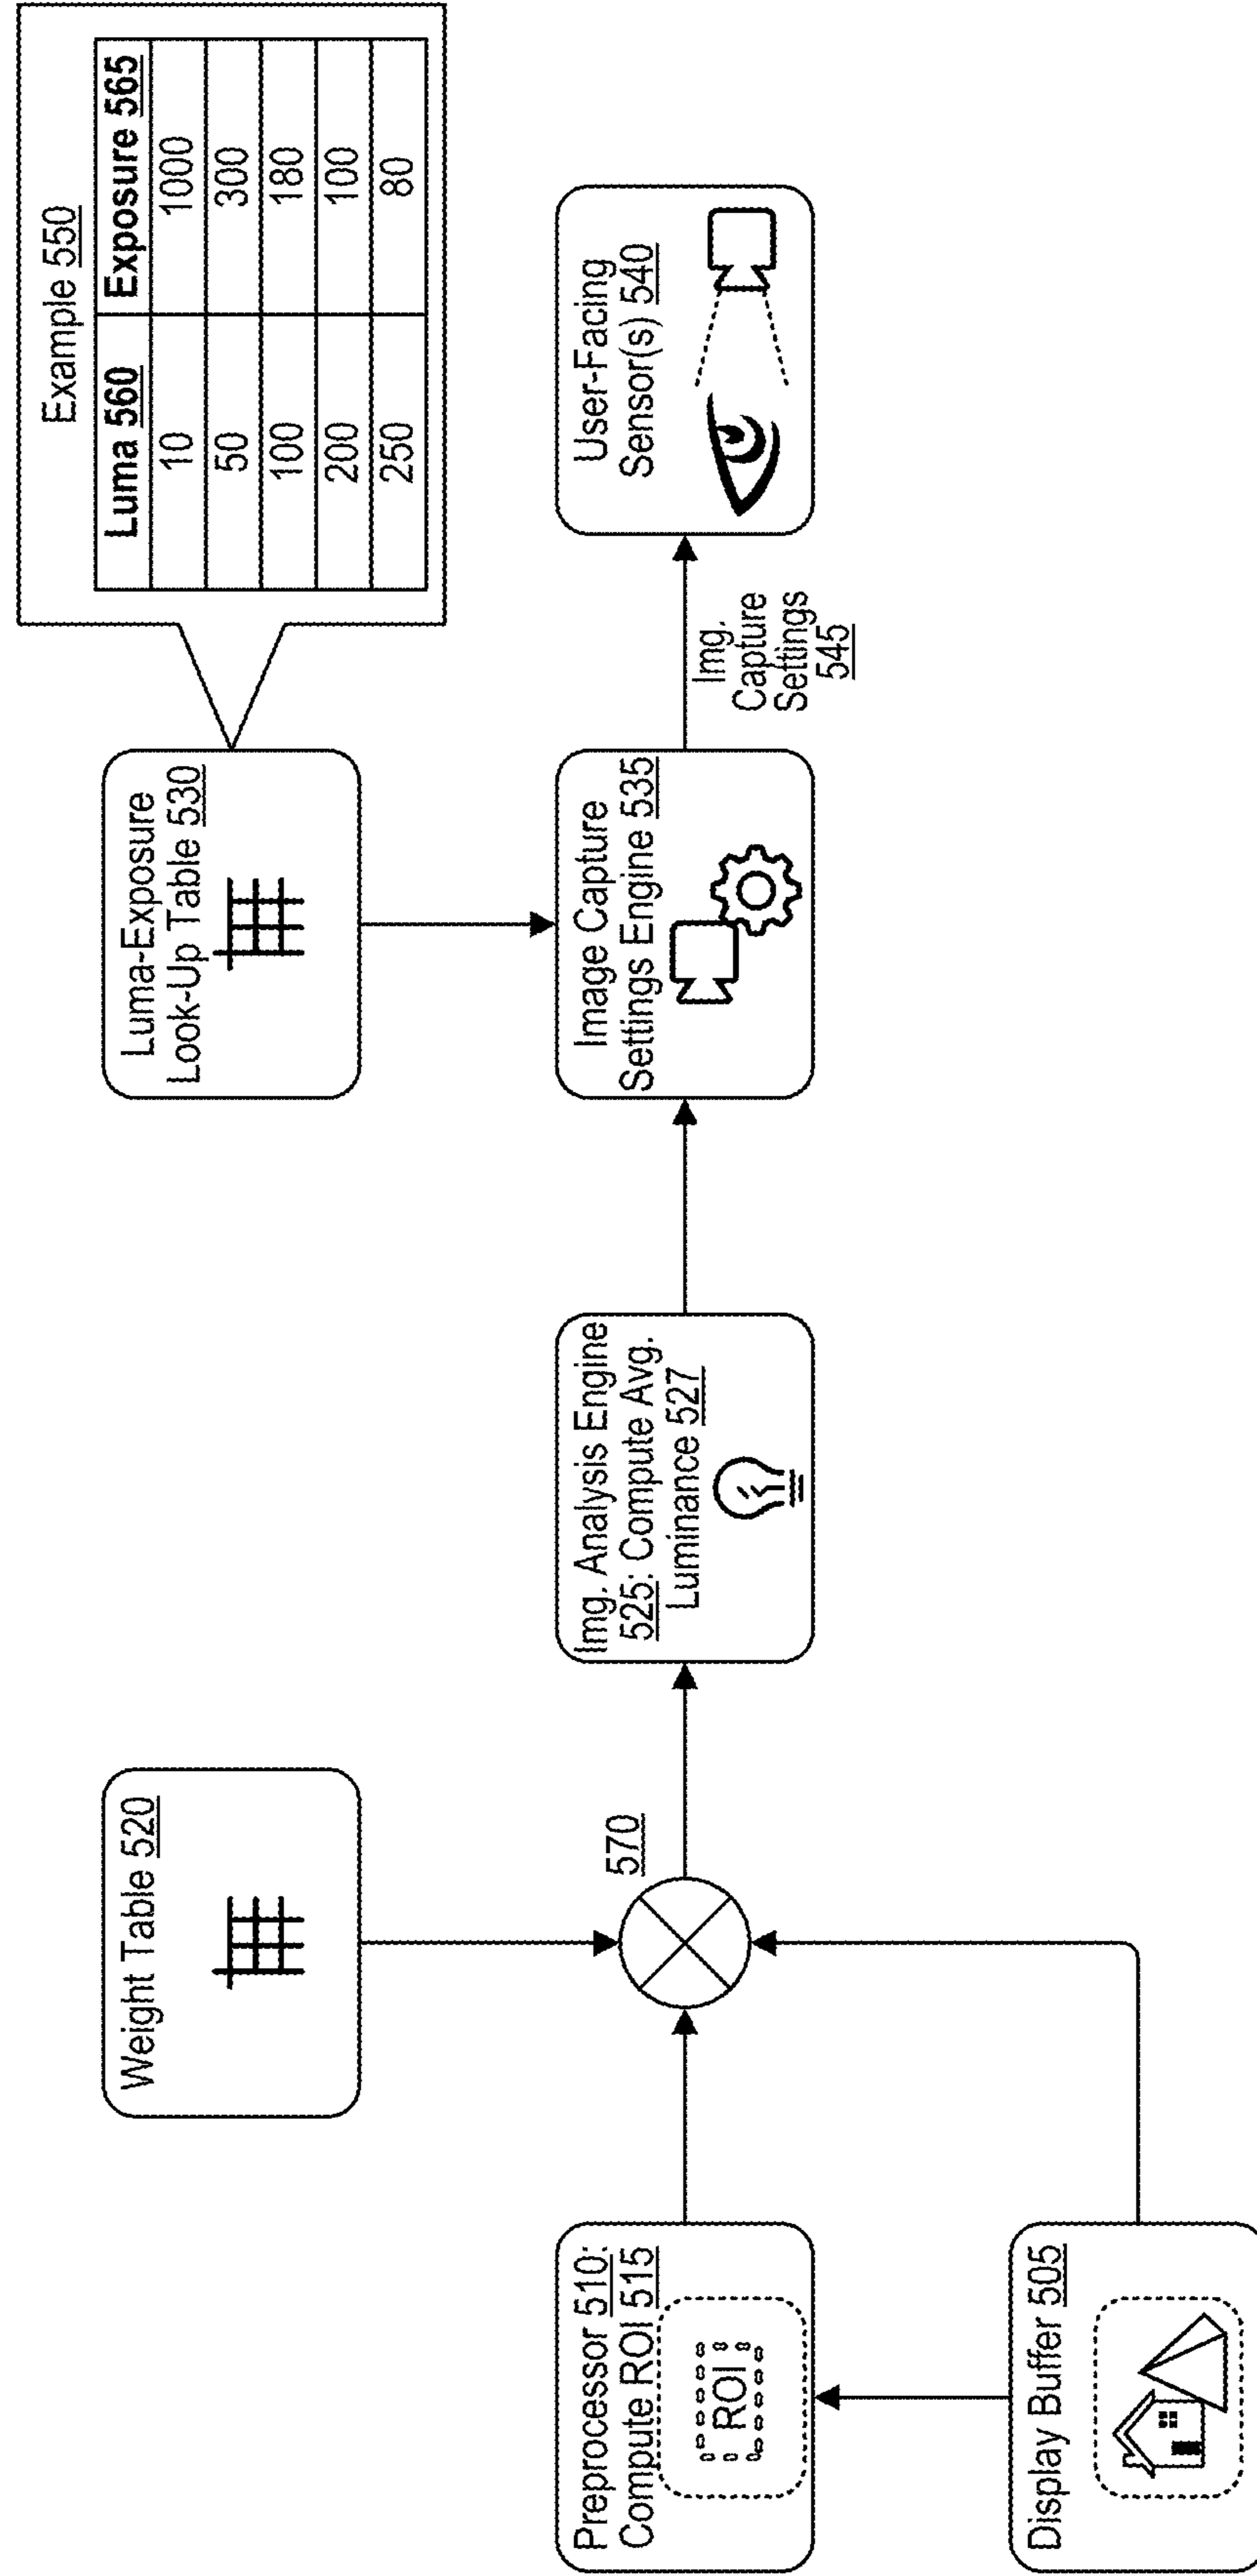 Weight Table 520
Luma-Exposure
Look-Up Table 530
Example 550
Luma 560 Exposure 565
10 1000
50 300
100 180
200 100
250 80
Preprocessor 510:
Compute ROI 515
ROI
570
Img. Analysis Engine
525: Compute Avg.
Luminance 527
Image Capture
Settings Engine 535
Img.
Capture
Settings
545
User-Facing
Sensor(s) 540
Display Buffer 505